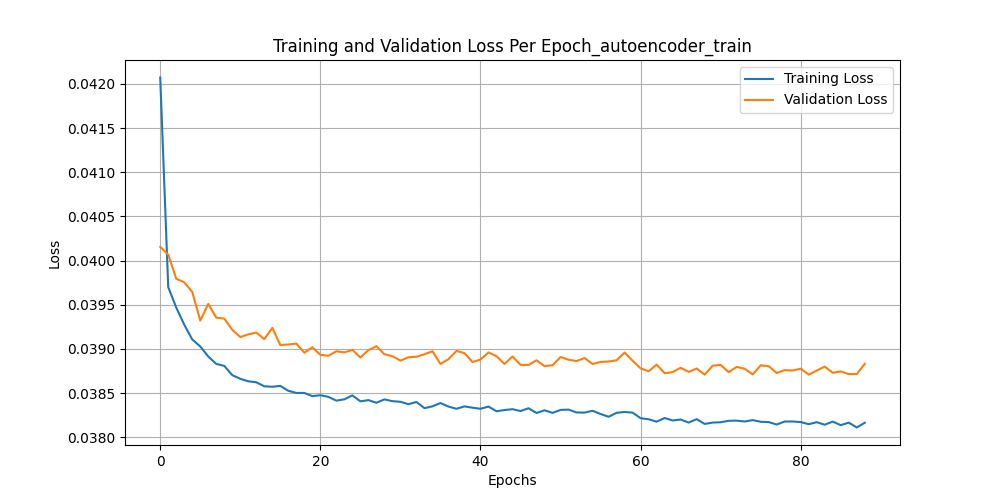 Training and Validation Loss Per Epoch_autoencoder_train
Training Loss
Validation Loss
0.0420
0.0415
0.0410
0.0405
0.0400
0.0395
0.0390
0.0385
0.0380
Loss
0 20 40 60 80
Epochs